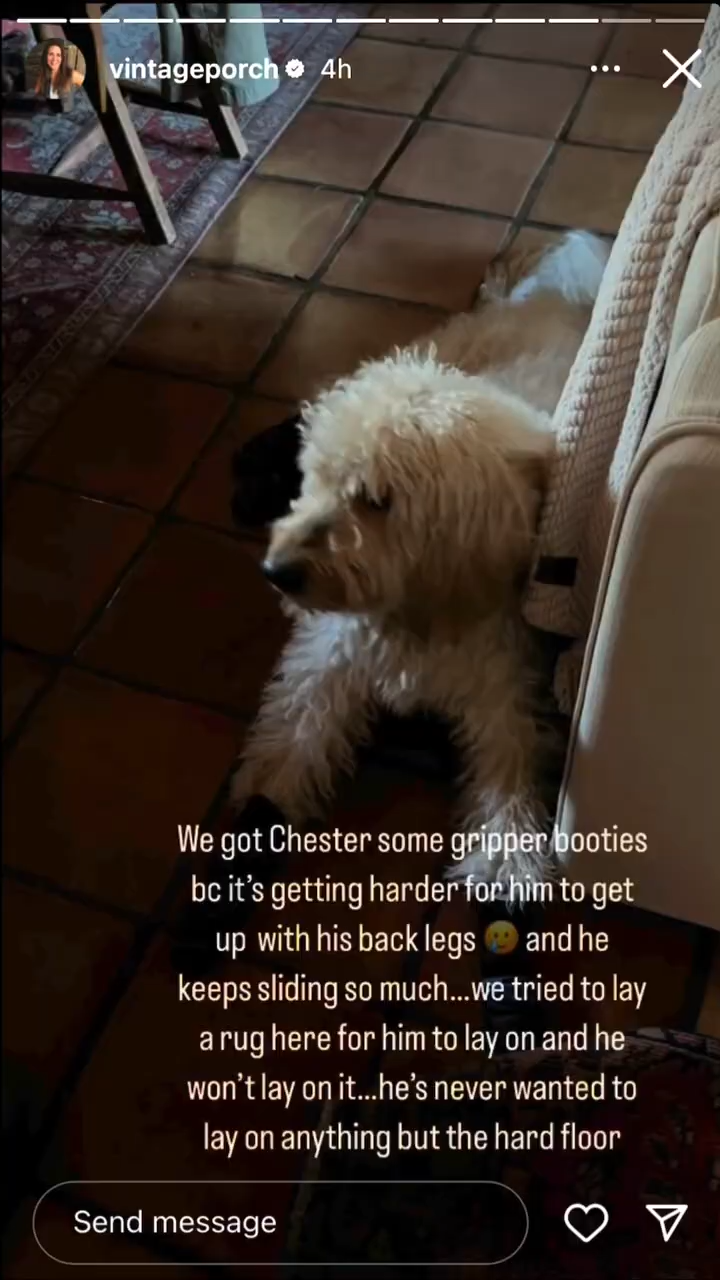 vintageporch 4h
We got Chester some gripper booties
bc it's getting harder for him to get
up with his back legs 🥲 and he
keeps sliding so much...we tried to lay
a rug here for him to lay on and he
won't lay on it...he's never wanted to
lay on anything but the hard floor
Send message